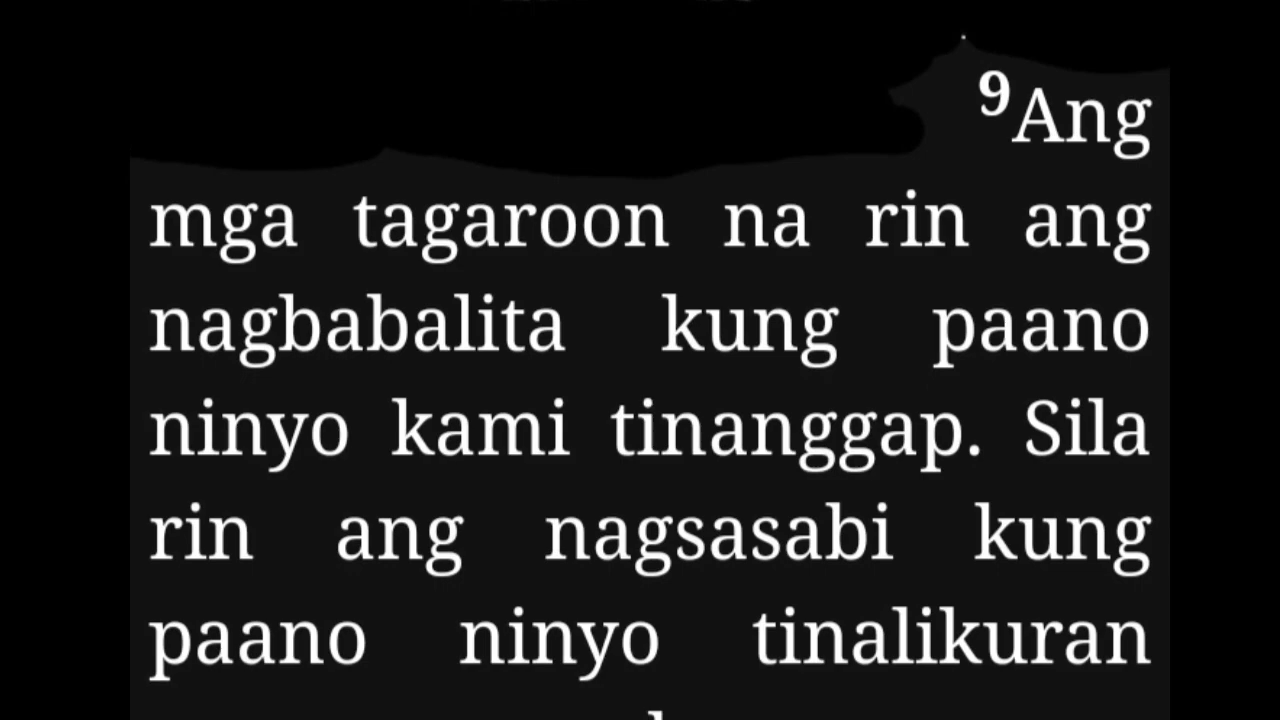 ⁹Ang
mga tagaroon na rin ang
nagbabalita kung paano
ninyo kami tinanggap. Sila
rin ang nagsasabi kung
paano ninyo tinalikuran